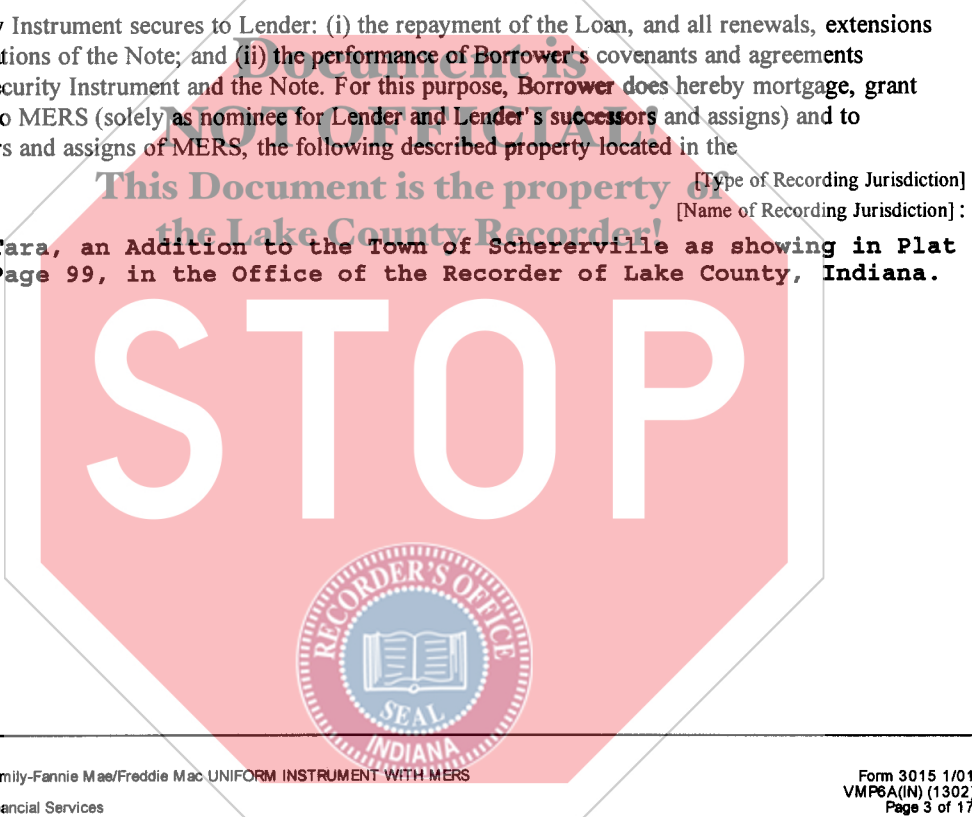 Instrument secures to Lender: (i) the repayment of the Loan, and all renewals, extensions
tions of the Note; and (ii) the performance of Borrower's covenants and agreements
curity Instrument and the Note. For this purpose, Borrower does hereby mortgage, grant
o MERS (solely as nominee for Lender and Lender's successors and assigns) and to
s and assigns of MERS, the following described property located in the
Document is
NOT OFFICIAL!
This Document is the property of
the Lake County Recorder!
[Type of Recording Jurisdiction]
[Name of Recording Jurisdiction] :
Tara, an Addition to the Town of Schererville as showing in Plat
Page 99, in the Office of the Recorder of Lake County, Indiana.
STOP
RECORDER'S OFFICE
SEAL
INDIANA
mily-Fannie Mae/Freddie Mac UNIFORM INSTRUMENT WITH MERS
ancial Services
Form 3015 1/01
VMP6A(IN) (1302)
Page 3 of 17